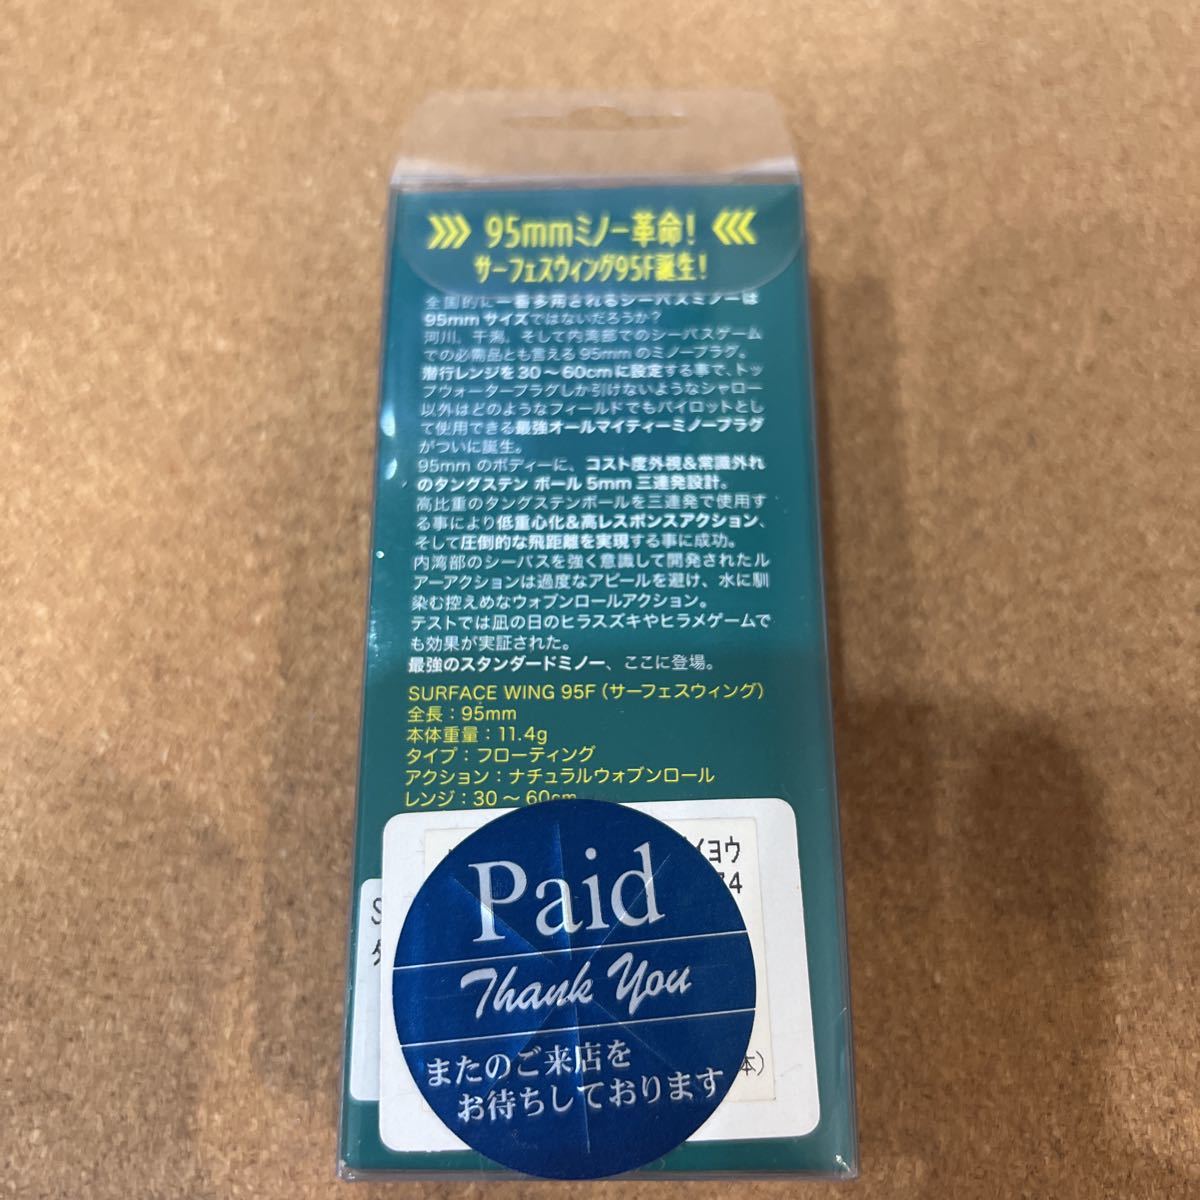 95mmミノー革命!
サーフェスウィング95F誕生!
全国的に一番多用されるシーバスミノーは
95mmサイズではないだろうか?
河川、干潟、そして内湾部でのシーバスゲーム
での必需品とも言える95mmのミノープラグ。
潜行レンジを30〜60cmに設定する事で、トッ
プウォータープラグしか引けないようなシャロー
以外はどのようなフィールドでもパイロットとし
て使用できる最強オールマイティーミノープラグ
がついに誕生。
95mmのボディーに、コスト度外視&常識外れ
のタングステン ボール5mm 三連発設計。
高比重のタングステンボールを三連発で使用す
る事により低重心化&高レスポンスアクション、
そして圧倒的な飛距離を実現する事に成功。
内湾部のシーバスを強く意識して開発されたル
アーアクションは過度なアピールを避け、水に馴
染む控えめなウォブンロールアクション。
テストでは凪の日のヒラスズキやヒラメゲームで
も効果が実証された。
最強のスタンダードミノー、ここに登場。
SURFACE WING 95F(サーフェスウィング)
全長:95mm
本体重量:11.4g
タイプ:フローティング
アクション:ナチュラルウォブンロール
レンジ:30〜60cm
イヨウ
Paid
Thank You
またのご来店を
お待ちしております
本)